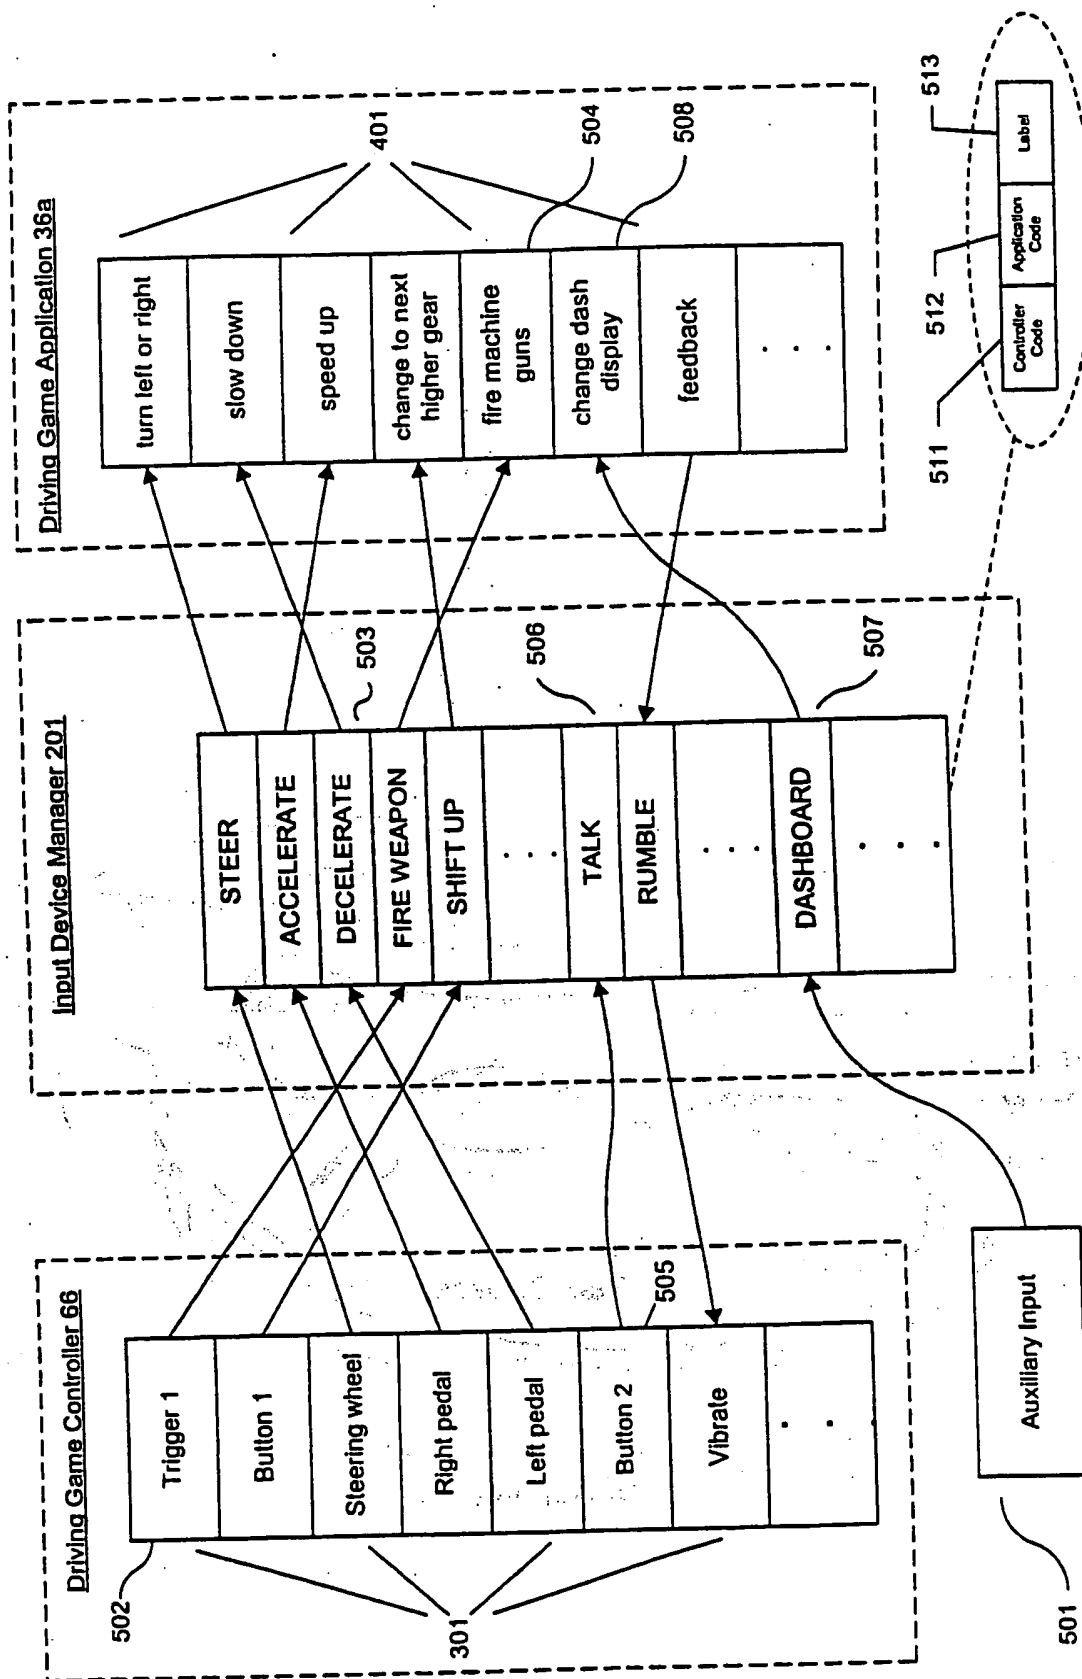 Driving Game Controller 66
502
Trigger 1
Button 1
Steering wheel
Right pedal
Left pedal
Button 2
505
Vibrate
. . .
301
501
Auxiliary Input
Input Device Manager 201
STEER
ACCELERATE
DECELERATE
503
FIRE WEAPON
SHIFT UP
. . .
TALK
506
RUMBLE
. . .
DASHBOARD
507
. . .
Driving Game Application 36a
turn left or right
slow down
speed up
change to next
higher gear
fire machine
guns
change dash
display
feedback
. . .
401
504
508
511
512
513
Controller
Code
Application
Code
Label